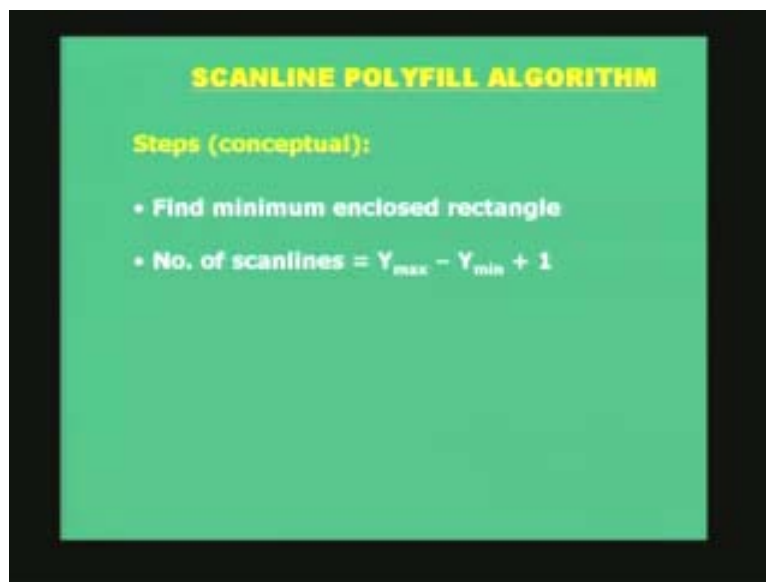 SCANLINE POLYFILL ALGORITHM
Steps (conceptual):
• Find minimum enclosed rectangle
• No. of scanlines = Ymax – Ymin + 1